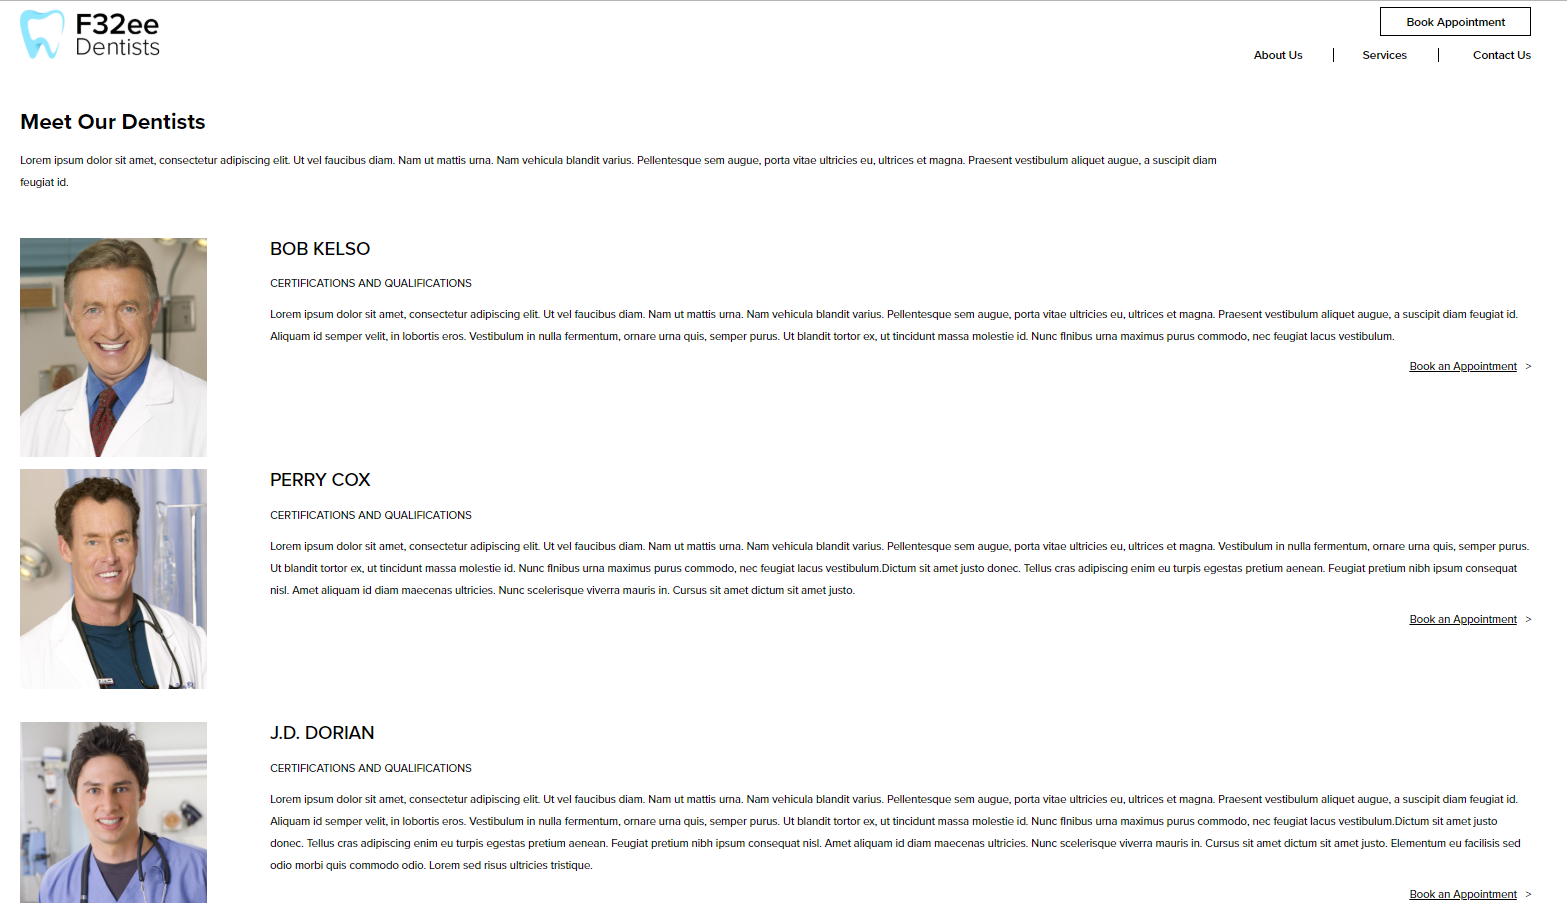 F32ee
Dentists
Book Appointment
About Us
Services
Contact Us
Meet Our Dentists
Lorem ipsum dolor sit amet, consectetur adipiscing elit. Ut vel faucibus diam. Nam ut mattis urna. Nam vehicula blandit varius. Pellentesque sem augue, porta vitae ultricies eu, ultrices et magna. Praesent vestibulum aliquet augue, a suscipit diam
feugiat id.
BOB KELSO
CERTIFICATIONS AND QUALIFICATIONS
Lorem ipsum dolor sit amet, consectetur adipiscing elit. Ut vel faucibus diam. Nam ut mattis urna. Nam vehicula blandit varius. Pellentesque sem augue, porta vitae ultricies eu, ultrices et magna. Praesent vestibulum aliquet augue, a suscipit diam feugiat id.
Aliquam id semper velit, in lobortis eros. Vestibulum in nulla fermentum, ornare urna quis, semper purus. Ut blandit tortor ex, ut tincidunt massa molestie id. Nunc finibus urna maximus purus commodo, nec feugiat lacus vestibulum.
Book an Appointment >
PERRY COX
CERTIFICATIONS AND QUALIFICATIONS
Lorem ipsum dolor sit amet, consectetur adipiscing elit. Ut vel faucibus diam. Nam ut mattis urna. Nam vehicula blandit varius. Pellentesque sem augue, porta vitae ultricies eu, ultrices et magna. Vestibulum in nulla fermentum, ornare urna quis, semper purus.
Ut blandit tortor ex, ut tincidunt massa molestie id. Nunc finibus urna maximus purus commodo, nec feugiat lacus vestibulum.Dictum sit amet justo donec. Tellus cras adipiscing enim eu turpis egestas pretium aenean. Feugiat pretium nibh ipsum consequat
nisl. Amet aliquam id diam maecenas ultricies. Nunc scelerisque viverra mauris in. Cursus sit amet dictum sit amet justo.
Book an Appointment >
J.D. DORIAN
CERTIFICATIONS AND QUALIFICATIONS
Lorem ipsum dolor sit amet, consectetur adipiscing elit. Ut vel faucibus diam. Nam ut mattis urna. Nam vehicula blandit varius. Pellentesque sem augue, porta vitae ultricies eu, ultrices et magna. Praesent vestibulum aliquet augue, a suscipit diam feugiat id.
Aliquam id semper velit, in lobortis eros. Vestibulum in nulla fermentum, ornare urna quis, semper purus. Ut blandit tortor ex, ut tincidunt massa molestie id. Nunc finibus urna maximus purus commodo, nec feugiat lacus vestibulum.Dictum sit amet justo
donec. Tellus cras adipiscing enim eu turpis egestas pretium aenean. Feugiat pretium nibh ipsum consequat nisl. Amet aliquam id diam maecenas ultricies. Nunc scelerisque viverra mauris in. Cursus sit amet dictum sit amet justo. Elementum eu facilisis sed
odio morbi quis commodo odio. Lorem sed risus ultricies tristique.
Book an Appointment >